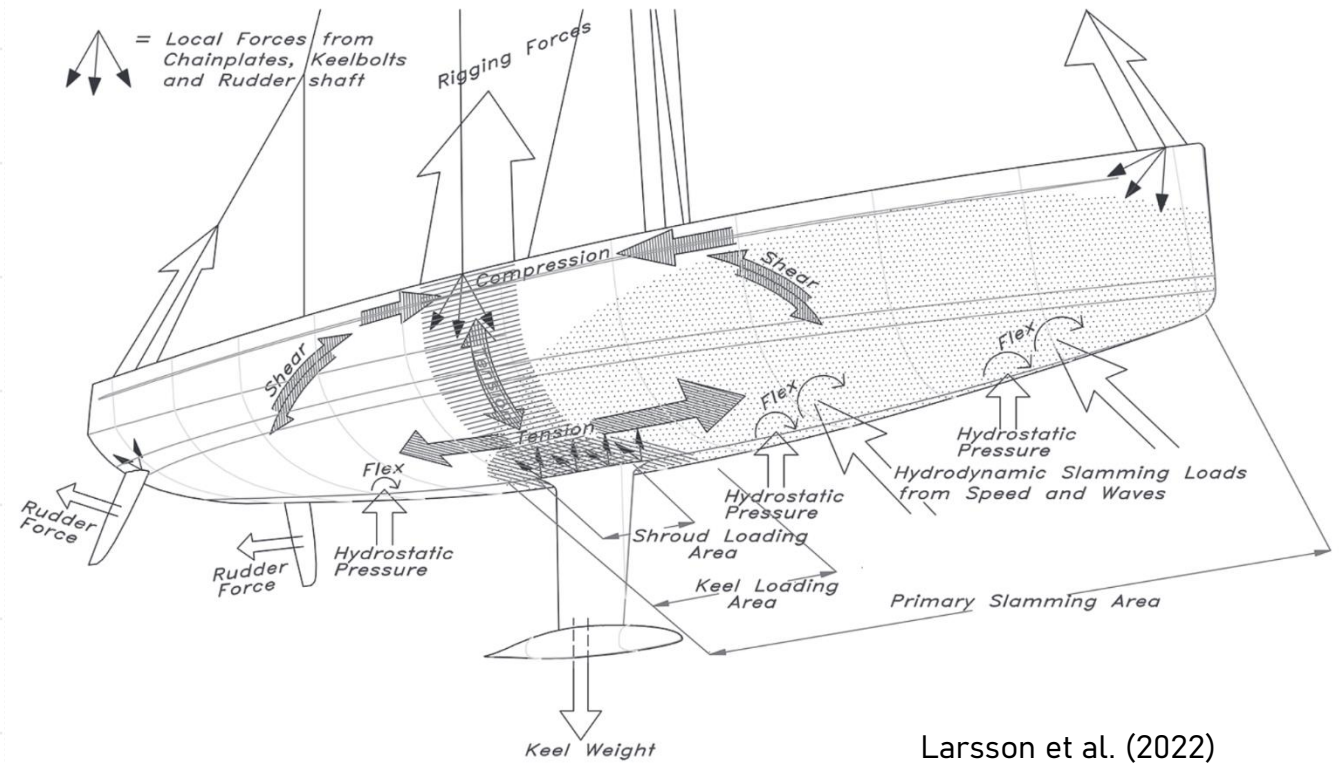 = Local Forces from
Chainplates, Keelbolts
and Rudder shaft
Rigging Forces
Compression
Shear
Shear
Tension
Flex
Flex
Flex
Hydrostatic
Pressure
Hydrodynamic Slamming Loads
from Speed and Waves
Hydrostatic
Pressure
Rudder
Force
Rudder
Force
Hydrostatic
Pressure
Shroud Loading
Area
Keel Loading
Area
Primary Slamming Area
Keel Weight
Larsson et al. (2022)